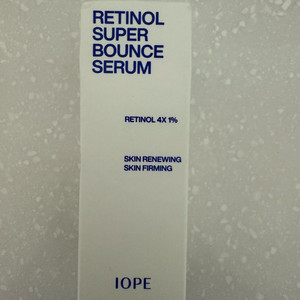 RETINOL
SUPER
BOUNCE
SERUM
RETINOL 4X 1%
SKIN RENEWING
SKIN FIRMING
IOPE